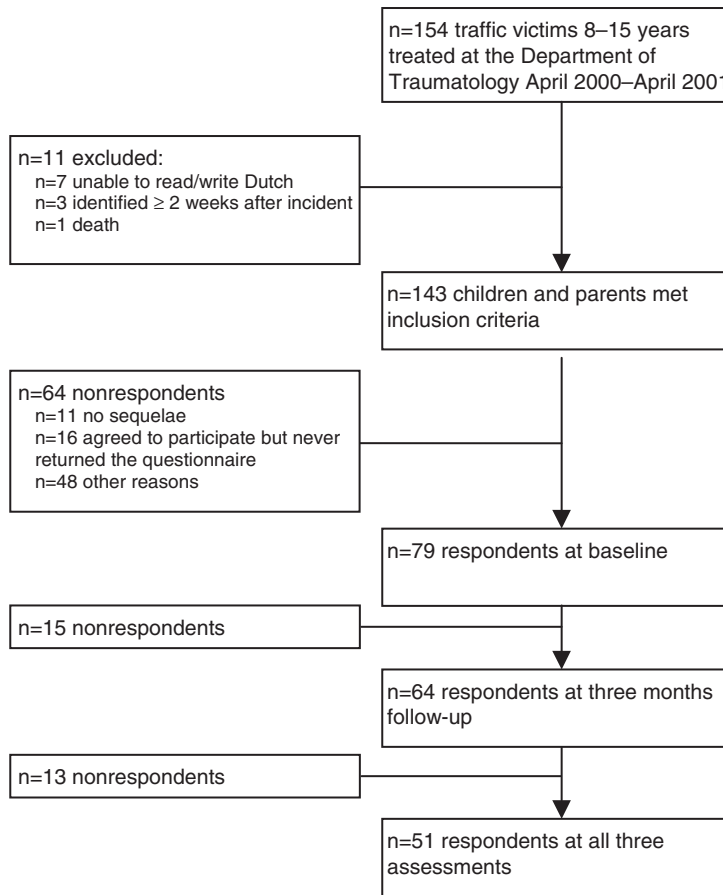 n=154 traffic victims 8–15 years
treated at the Department of
Traumatology April 2000–April 2001
n=11 excluded:
n=7 unable to read/write Dutch
n=3 identified ≥ 2 weeks after incident
n=1 death
n=143 children and parents met
inclusion criteria
n=64 nonrespondents
n=11 no sequelae
n=16 agreed to participate but never
returned the questionnaire
n=48 other reasons
n=79 respondents at baseline
n=15 nonrespondents
n=64 respondents at three months
follow-up
n=13 nonrespondents
n=51 respondents at all three
assessments